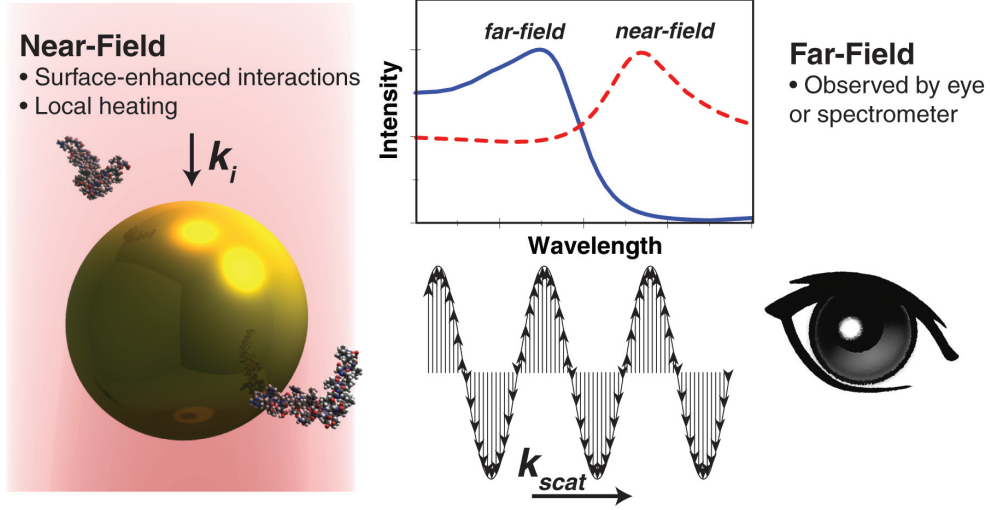 Near-Field
• Surface-enhanced interactions
• Local heating
k i
far-field
near-field
Intensity
Wavelength
k scat
Far-Field
• Observed by eye
or spectrometer